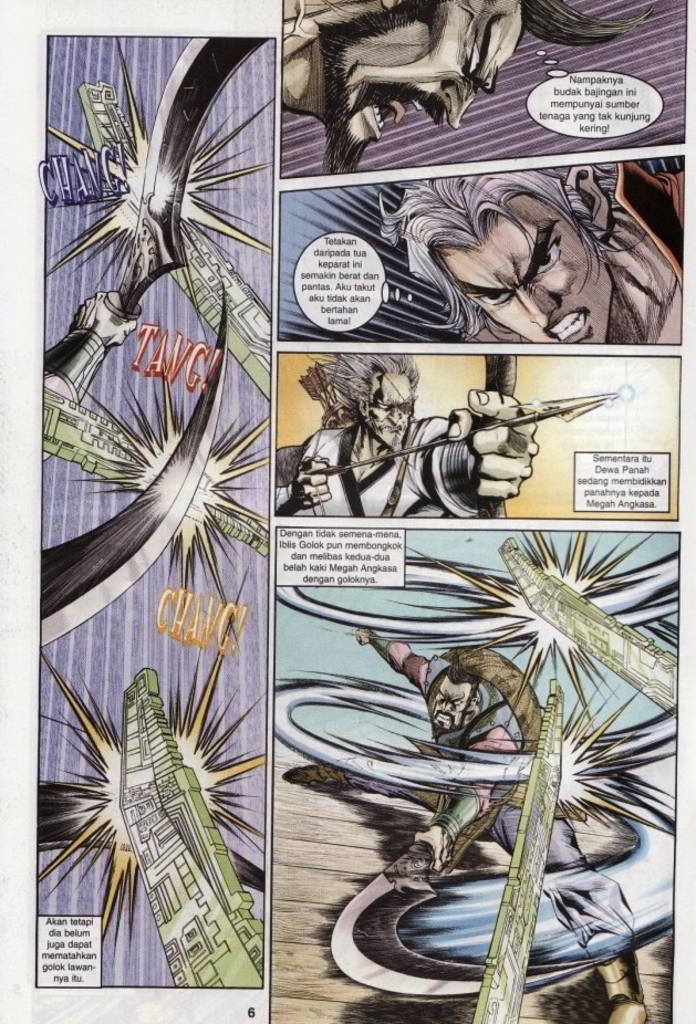 CHANG!
TANG!
CHANG!
Akan tetapi
dia belum
juga dapat
mematahkan
golok lawan-
nya itu.
Nampaknya
budak bajingan ini
mempunyai sumber
tenaga yang tak kunjung
kering!
Tetakan
daripada tua
keparat ini
semakin berat dan
pantas. Aku takut
aku tidak akan
bertahan
lama!
Sementara itu
Dewa Panah
sedang membidikkan
panahnya kepada
Megah Angkasa.
Dengan tidak semena-mena,
Iblis Golok pun membongkok
dan melibas kedua-dua
belah kaki Megah Angkasa
dengan goloknya.
6